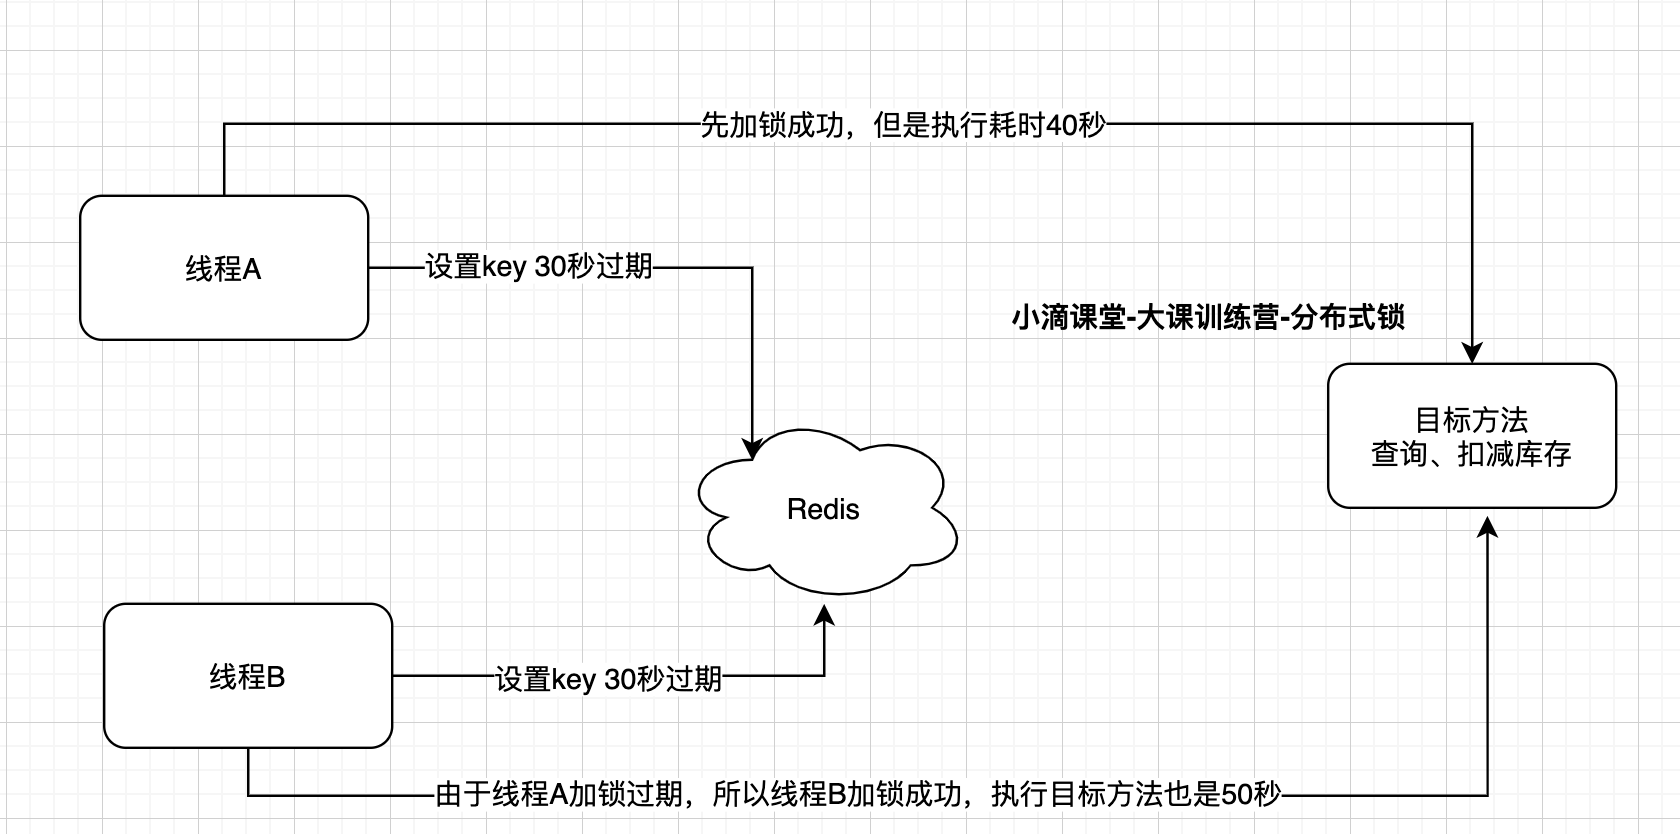 先加锁成功，但是执行耗时40秒
线程A
设置key 30秒过期
小滴课堂-大课训练营-分布式锁
目标方法
查询、扣减库存
Redis
线程B
设置key 30秒过期
由于线程A加锁过期，所以线程B加锁成功，执行目标方法也是50秒